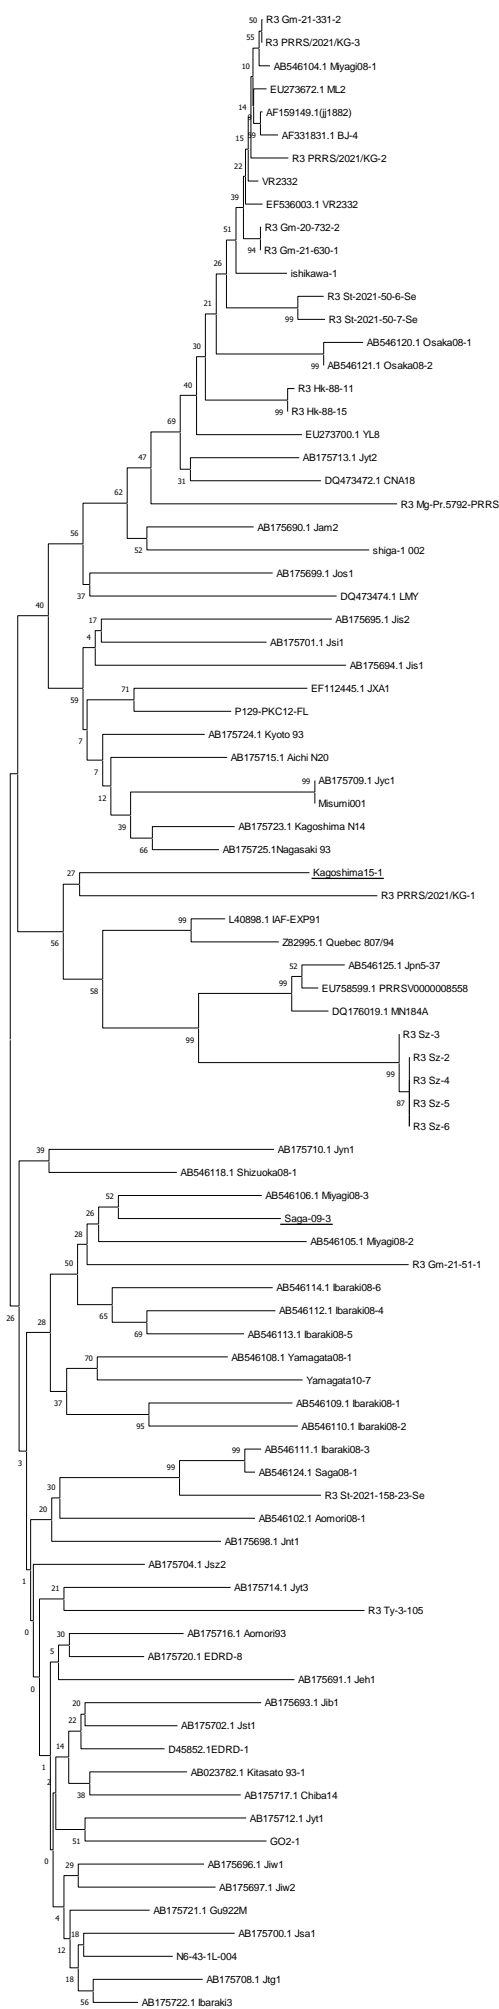 R3 Gm-21-331-2
50
R3 PRRS/2021/KG-3
55
AB546104.1 Miyagi08-1
10
EU273672.1 ML2
AF159149.1(jj1882)
14
AF331831.1 BJ-4
R3 PRRS/2021/KG-2
15
VR2332
22
EF536003.1 VR2332
39
R3 Gm-20-732-2
51
R3 Gm-21-630-1
94
ishikawa-1
26
R3 St-2021-50-6-Se
21
R3 St-2021-50-7-Se
99
AB546120.1 Osaka08-1
30
AB546121.1 Osaka08-2
99
R3 Hk-88-11
40
R3 Hk-88-15
99
69
EU273700.1 YL8
47
AB175713.1 Jyt2
31
DQ473472.1 CNA18
62
R3 Mg-Pr.5792-PRRS
56
AB175690.1 Jam2
52
shiga-1 002
AB175699.1 Jos1
37
DQ473474.1 LMY
40
17
AB175695.1 Jis2
4
AB175701.1 Jsi1
AB175694.1 Jis1
59
71
EF112445.1 JXA1
P129-PKC12-FL
7
AB175724.1 Kyoto 93
7
AB175715.1 Aichi N20
12
99
AB175709.1 Jyc1
Misumi001
39
AB175723.1 Kagoshima N14
66
AB175725.1Nagasaki 93
27
Kagoshima15-1
R3 PRRS/2021/KG-1
56
99
L40898.1 IAF-EXP91
Z82995.1 Quebec 807/94
58
52
AB546125.1 Jpn5-37
99
EU758599.1 PRRSV0000008558
DQ176019.1 MN184A
99
R3 Sz-3
R3 Sz-2
99
R3 Sz-4
87
R3 Sz-5
R3 Sz-6
39
AB175710.1 Jyn1
AB546118.1 Shizuoka08-1
52
AB546106.1 Miyagi08-3
26
Saga-09-3
28
AB546105.1 Miyagi08-2
50
R3 Gm-21-51-1
AB546114.1 Ibaraki08-6
65
AB546112.1 Ibaraki08-4
69
AB546113.1 Ibaraki08-5
26
28
70
AB546108.1 Yamagata08-1
Yamagata10-7
37
AB546109.1 Ibaraki08-1
95
AB546110.1 Ibaraki08-2
3
99
AB546111.1 Ibaraki08-3
99
AB546124.1 Saga08-1
R3 St-2021-158-23-Se
30
AB546102.1 Aomori08-1
20
AB175698.1 Jnt1
1
AB175704.1 Jsz2
21
AB175714.1 Jyt3
R3 Ty-3-105
0
30
AB175716.1 Aomori93
5
AB175720.1 EDRD-8
AB175691.1 Jeh1
0
20
AB175693.1 Jib1
22
AB175702.1 Jst1
14
D45852.1EDRD-1
1
AB023782.1 Kitasato 93-1
38
AB175717.1 Chiba14
2
AB175712.1 Jyt1
51
GO2-1
0
29
AB175696.1 Jiw1
AB175697.1 Jiw2
4
AB175721.1 Gu922M
18
AB175700.1 Jsa1
12
N6-43-1L-004
18
AB175708.1 Jtg1
56
AB175722.1 Ibaraki3